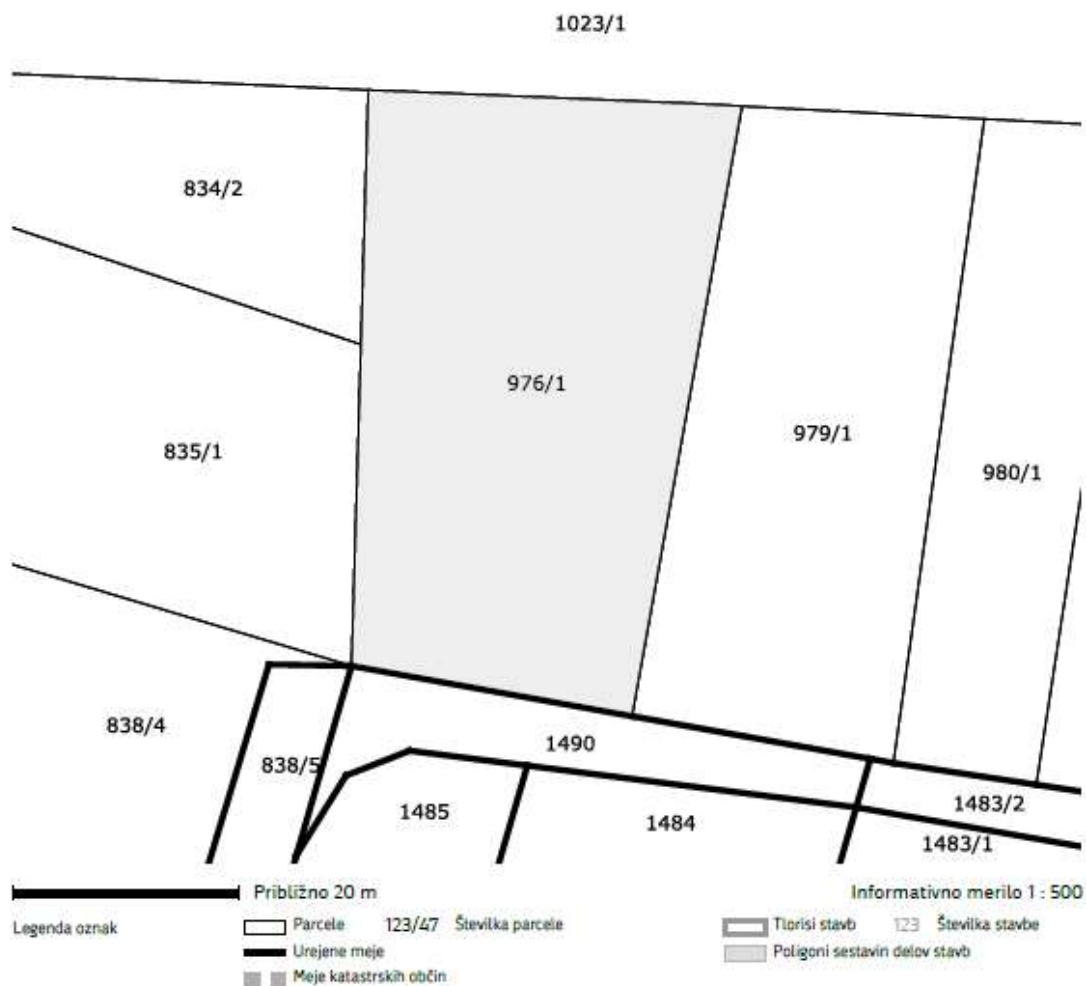 1023/1
834/2
976/1
979/1
835/1
980/1
838/4
1490
838/5
1483/2
1485
1484
1483/1
Približno 20 m
Informativno merilo 1 : 500
Legenda oznak
Parcele 123/47 Številka parcele
Tlorisi stavb 123 Številka stavbe
Urejene meje
Poligoni sestavin delov stavb
Meje katastrskih občin